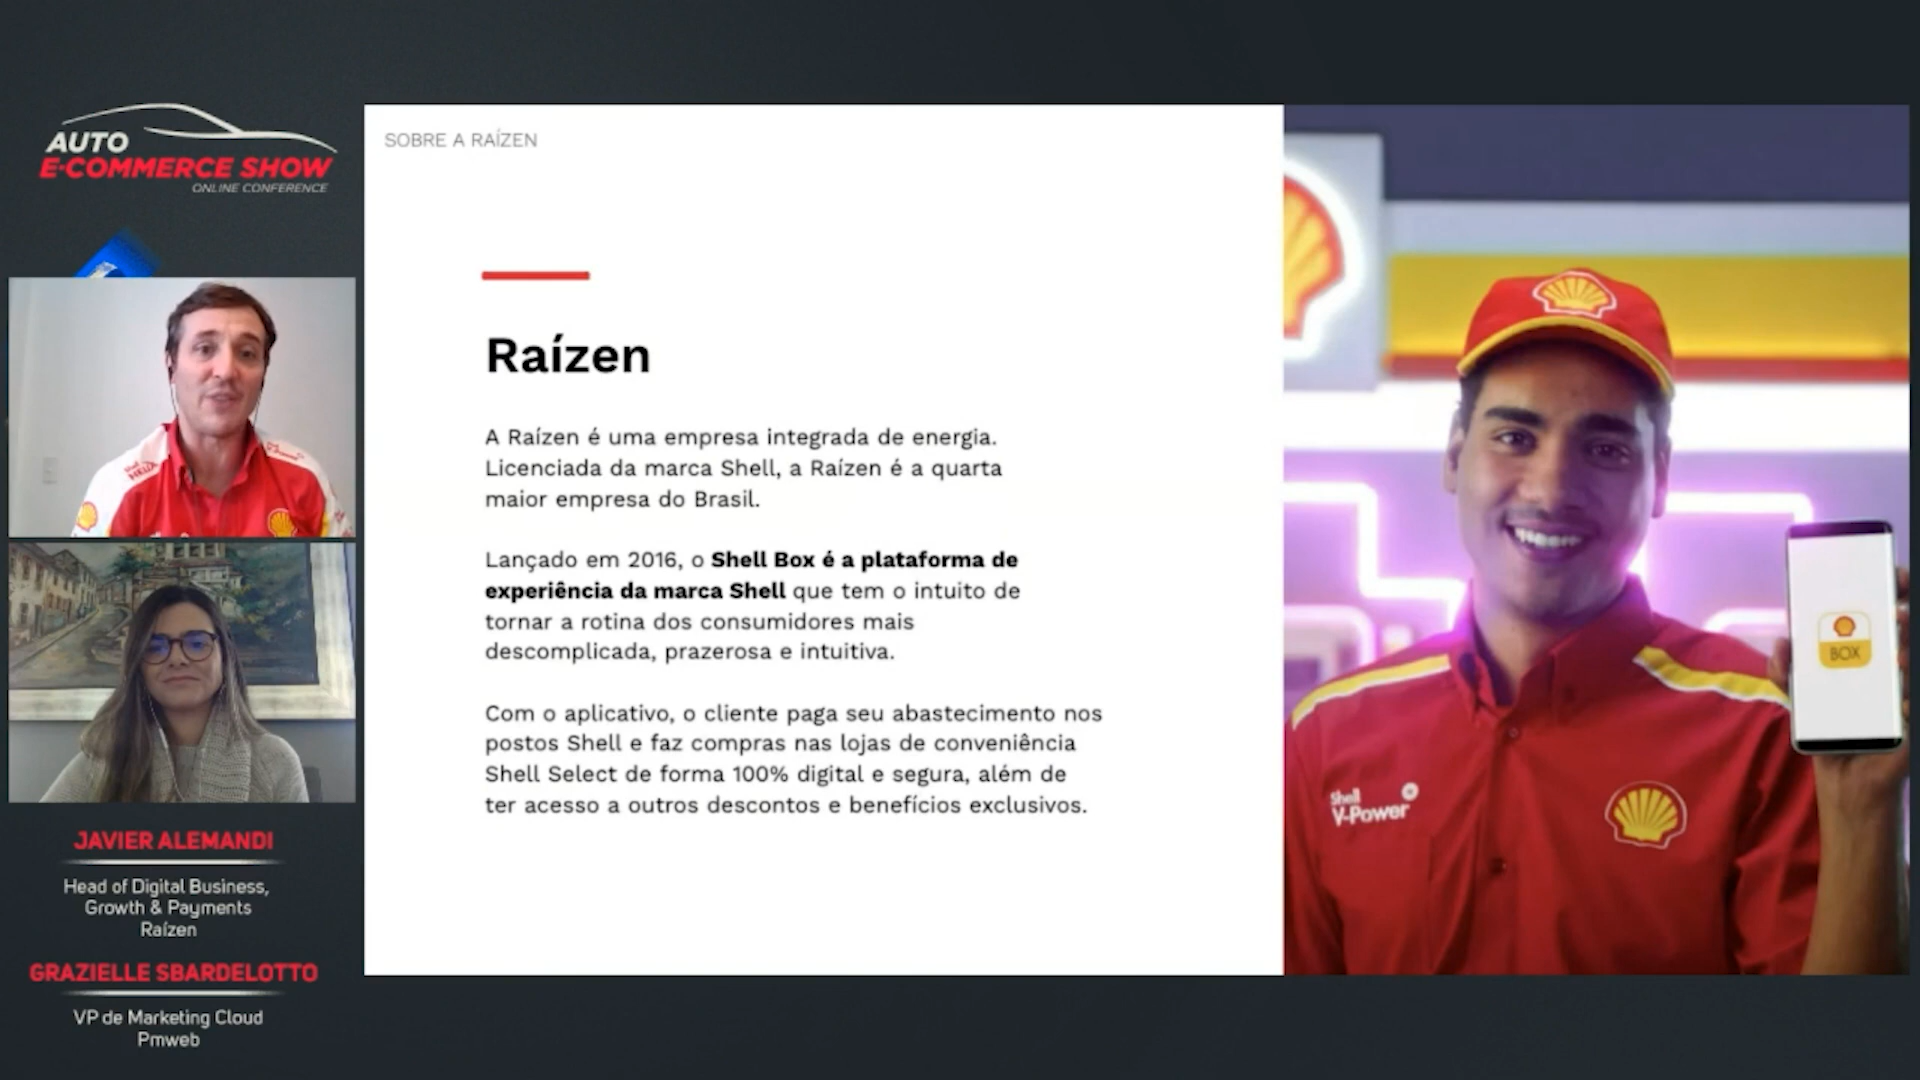 AUTO
E-COMMERCE SHOW
ONLINE CONFERENCE
JAVIER ALEMANDI
Head of Digital Business,
Growth & Payments
Raízen
GRAZIELLE SBARDELOTTO
VP de Marketing Cloud
Pmweb
SOBRE A RAÍZEN
Raízen
A Raízen é uma empresa integrada de energia.
Licenciada da marca Shell, a Raízen é a quarta
maior empresa do Brasil.
Lançado em 2016, o Shell Box é a plataforma de
experiência da marca Shell que tem o intuito de
tornar a rotina dos consumidores mais
descomplicada, prazerosa e intuitiva.
Com o aplicativo, o cliente paga seu abastecimento nos
postos Shell e faz compras nas lojas de conveniência
Shell Select de forma 100% digital e segura, além de
ter acesso a outros descontos e benefícios exclusivos.
BOX
Shell
V-Power